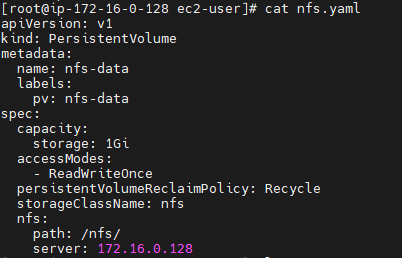 [root@ip-172-16-0-128 ec2-user]# cat nfs.yaml
apiVersion: v1
kind: PersistentVolume
metadata:
  name: nfs-data
  labels:
    pv: nfs-data
spec:
  capacity:
    storage: 1Gi
  accessModes:
    - ReadWriteOnce
  persistentVolumeReclaimPolicy: Recycle
  storageClassName: nfs
  nfs:
    path: /nfs/
    server: 172.16.0.128